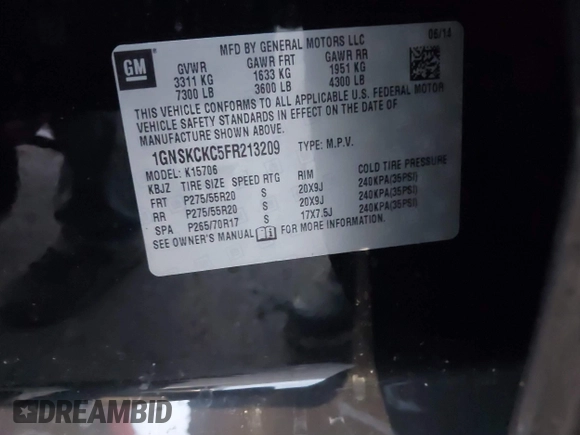 GM
MFD BY GENERAL MOTORS LLC 06/14
GVWR GAWR FRT GAWR RR
3311 KG 1633 KG 1951 KG
7300 LB 3600 LB 4300 LB
THIS VEHICLE CONFORMS TO ALL APPLICABLE U.S. FEDERAL MOTOR
VEHICLE SAFETY STANDARDS IN EFFECT ON THE DATE OF
MANUFACTURE SHOWN ABOVE.
1GNSKCKC5FR213209 TYPE: M.P.V.
MODEL: K15706
KBJZ TIRE SIZE SPEED RTG RIM COLD TIRE PRESSURE
FRT P275/55R20 S 20X9J 240KPA(35PSI)
RR P275/55R20 S 20X9J 240KPA(35PSI)
SPA P265/70R17 S 17X7.5J 240KPA(35PSI)
SEE OWNER'S MANUAL FOR MORE INFORMATION.
DREAMBID